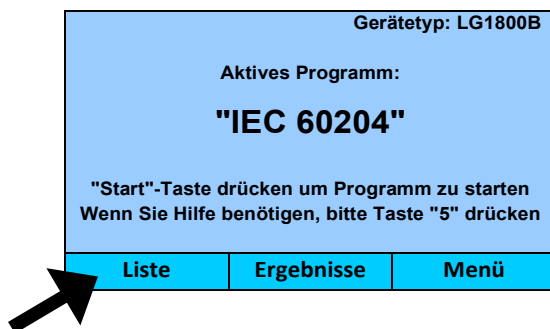 Gerätetyp: LG1800B
Aktives Programm:
"IEC 60204"
"Start"-Taste drücken um Programm zu starten
Wenn Sie Hilfe benötigen, bitte Taste "5" drücken
Liste Ergebnisse Menü